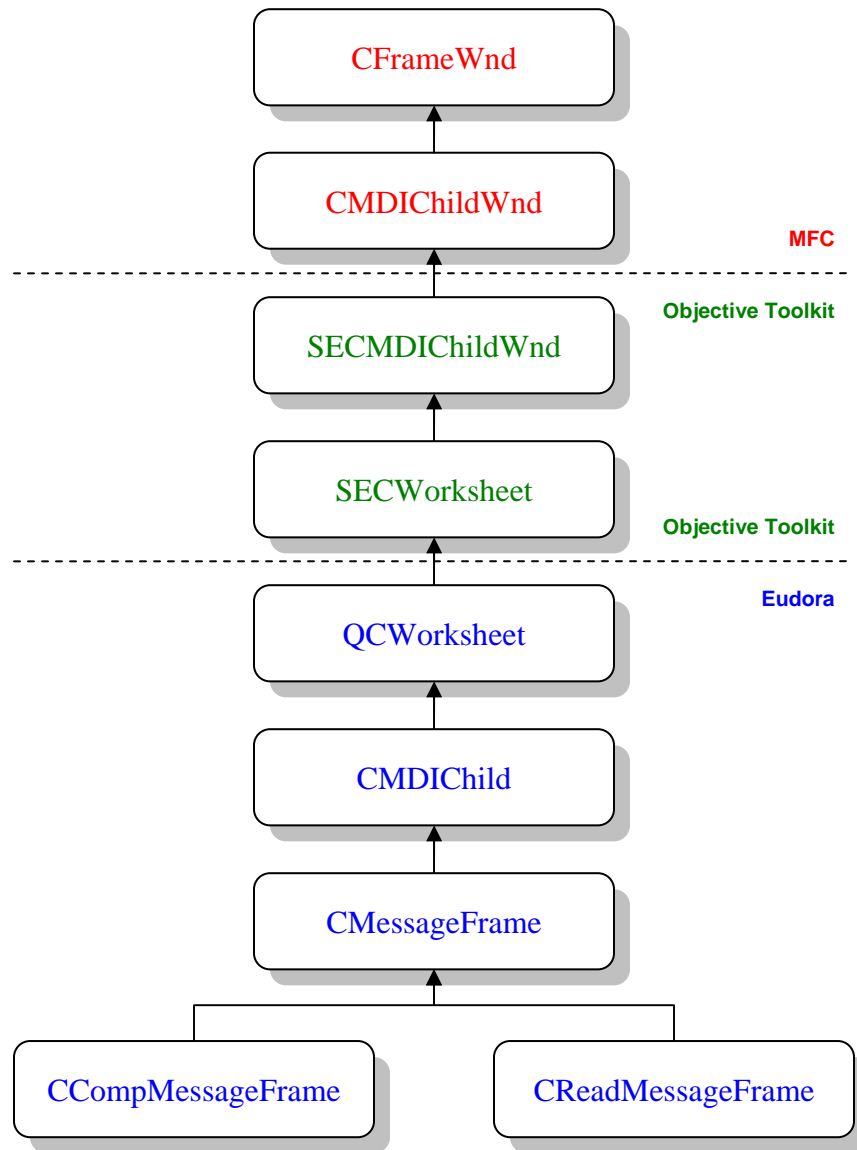 CFrameWnd
CMDIChildWnd
MFC
Objective Toolkit
SECMDIChildWnd
SECWorksheet
Objective Toolkit
Eudora
QCWorksheet
CMDIChild
CMessageFrame
CCompMessageFrame
CReadMessageFrame